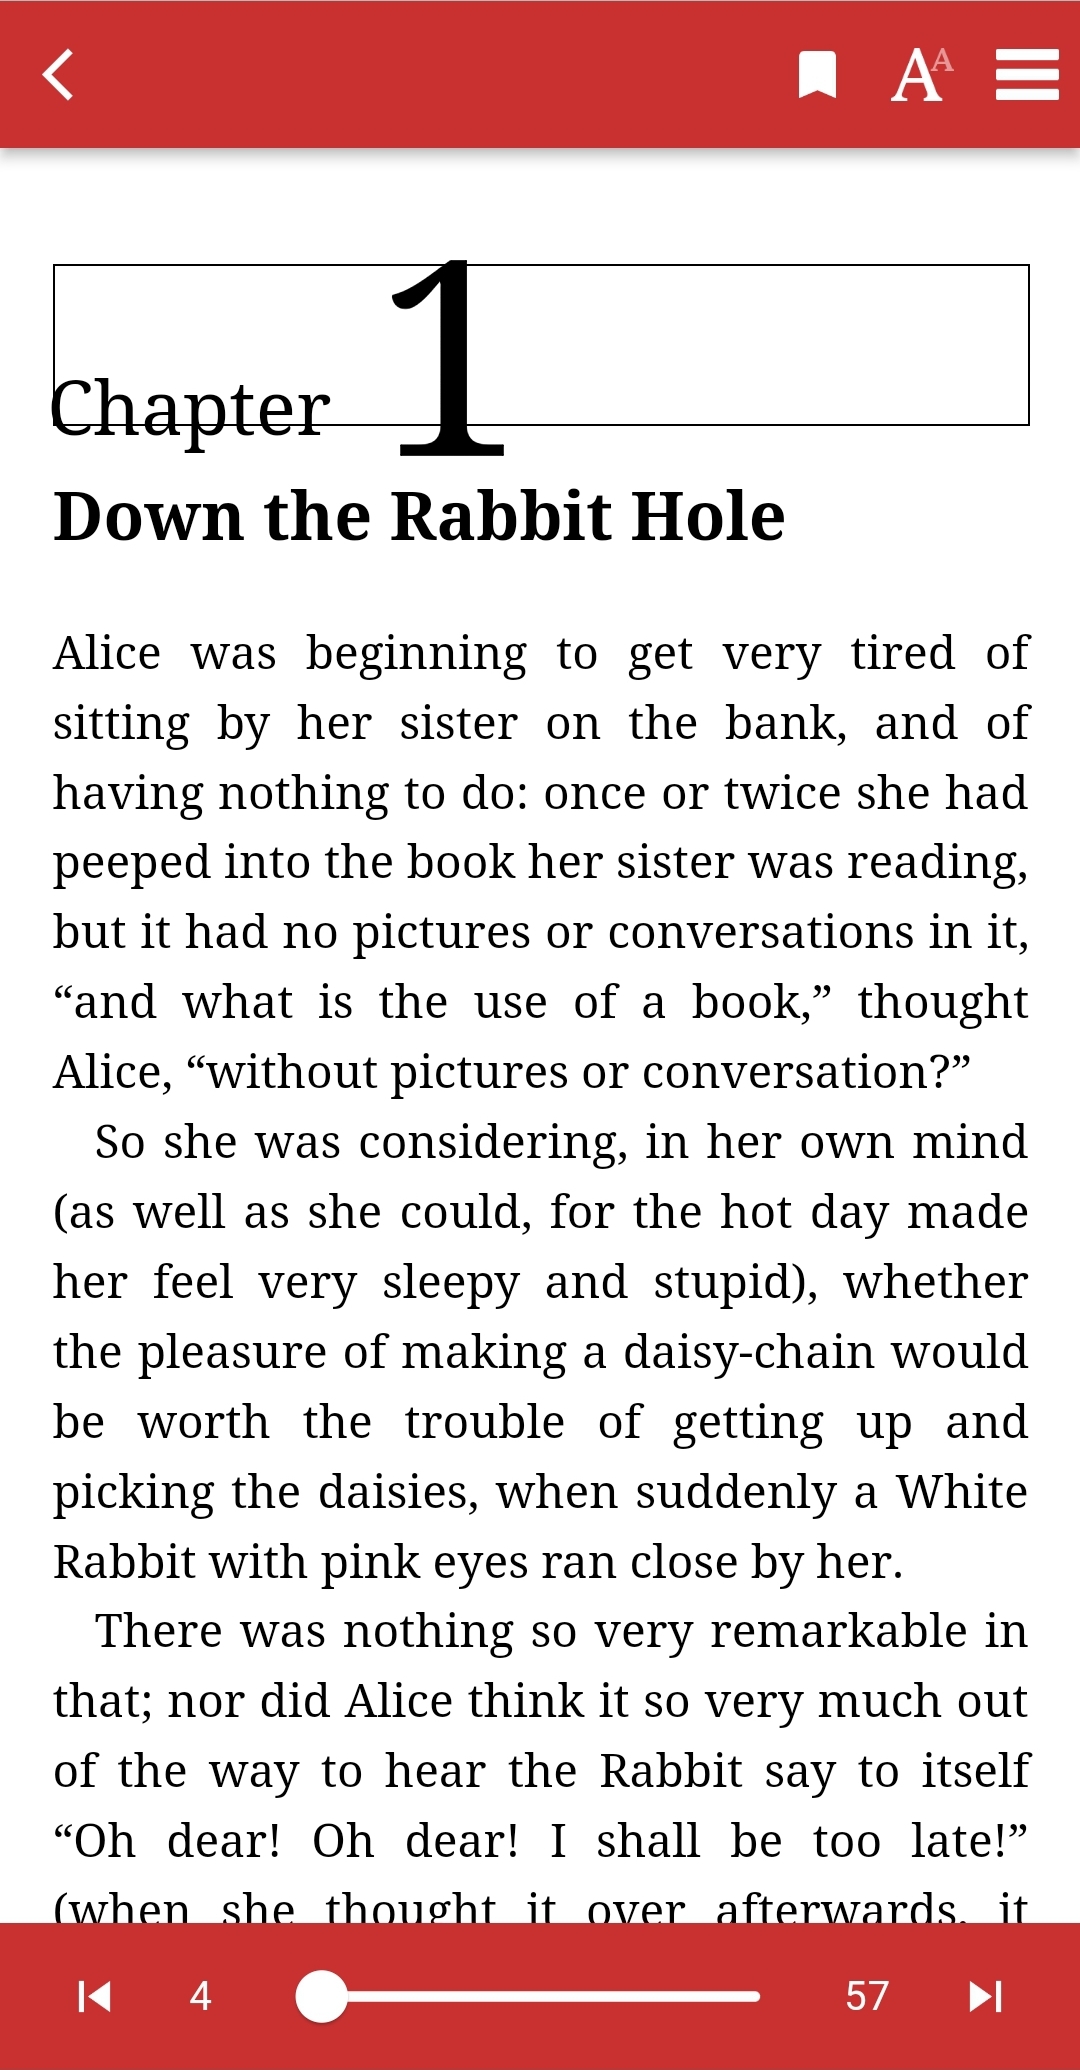 AA
Chapter 1
Down the Rabbit Hole
Alice was beginning to get very tired of
sitting by her sister on the bank, and of
having nothing to do: once or twice she had
peeped into the book her sister was reading,
but it had no pictures or conversations in it,
“and what is the use of a book,” thought
Alice, “without pictures or conversation?”
So she was considering, in her own mind
(as well as she could, for the hot day made
her feel very sleepy and stupid), whether
the pleasure of making a daisy-chain would
be worth the trouble of getting up and
picking the daisies, when suddenly a White
Rabbit with pink eyes ran close by her.
There was nothing so very remarkable in
that; nor did Alice think it so very much out
of the way to hear the Rabbit say to itself
“Oh dear! Oh dear! I shall be too late!”
(when she thought it over afterwards, it
4 57